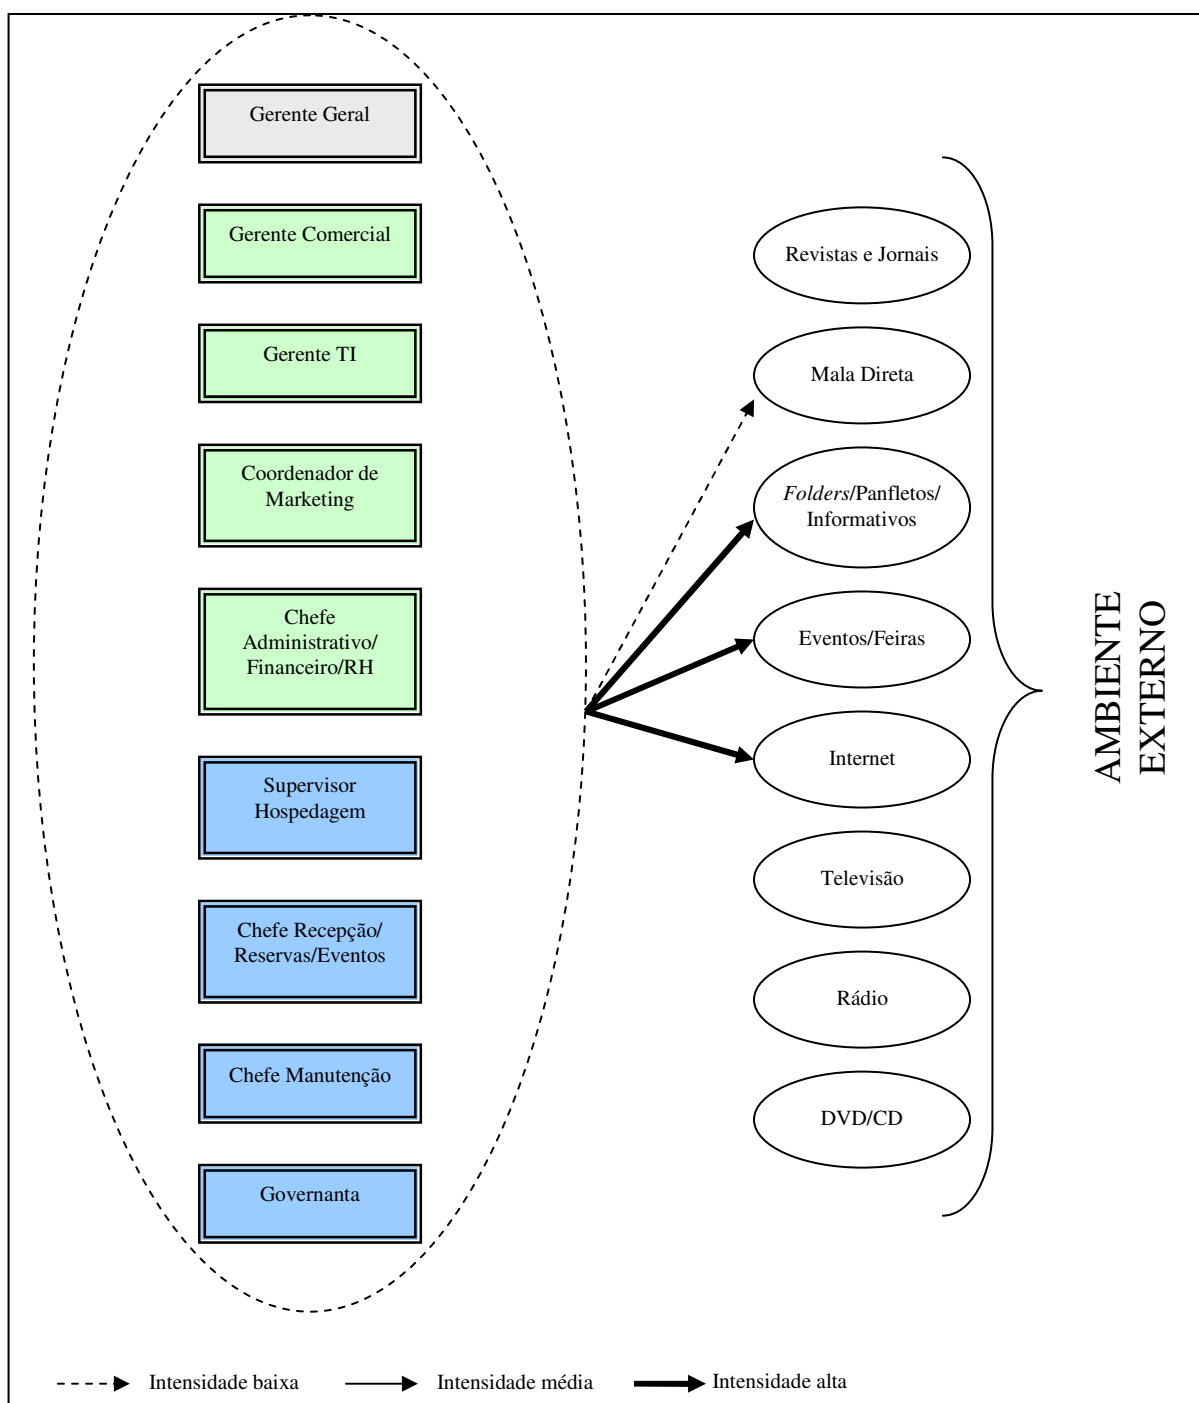 Gerente Geral
Gerente Comercial
Gerente TI
Coordenador de
Marketing
Chefe
Administrativo/
Financeiro/RH
Supervisor
Hospedagem
Chefe Recepção/
Reservas/Eventos
Chefe Manutenção
Governanta
Revistas e Jornais
Mala Direta
Folders/Panfletos/
Informativos
Eventos/Feiras
Internet
Televisão
Rádio
DVD/CD
AMBIENTE
EXTERNO
Intensidade baixa
Intensidade média
Intensidade alta